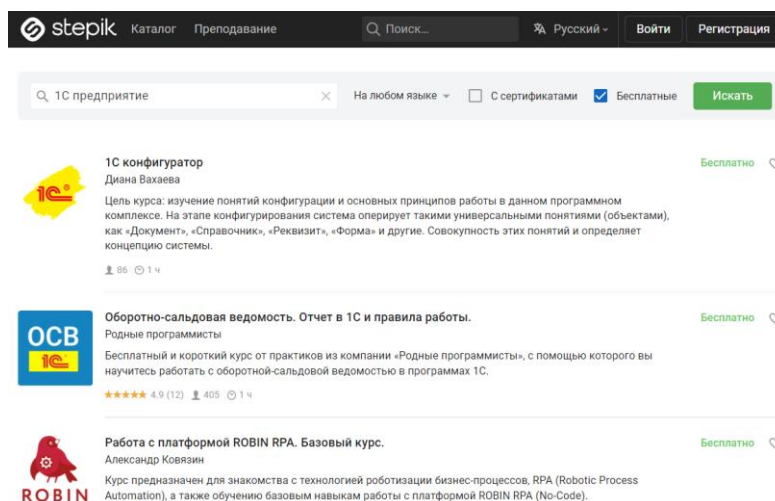 stepik Каталог Преподавание Поиск... Русский Войти Регистрация
1С предприятие На любом языке С сертификатами Бесплатные Искать
1С конфигуратор Бесплатно
Диана Вахаева
Цель курса: изучение понятий конфигурации и основных принципов работы в данном программном
комплексе. На этапе конфигурирования система оперирует такими универсальными понятиями (объектами),
как «Документ», «Справочник», «Реквизит», «Форма» и другие. Совокупность этих понятий и определяет
концепцию системы.
86 1 ч
1С
Оборотно-сальдовая ведомость. Отчет в 1С и правила работы. Бесплатно
Родные программисты
Бесплатный и короткий курс от практиков из компании «Родные программисты», с помощью которого вы
научитесь работать с оборотной-сальдовой ведомостью в программах 1С.
4.9 (12) 405 1 ч
ОСВ
1С
Работа с платформой ROBIN RPA. Базовый курс. Бесплатно
Александр Ковязин
Курс предназначен для знакомства с технологией роботизации бизнес-процессов, RPA (Robotic Process
Automation), а также обучению базовым навыкам работы с платформой ROBIN RPA (No-Code).
ROBIN